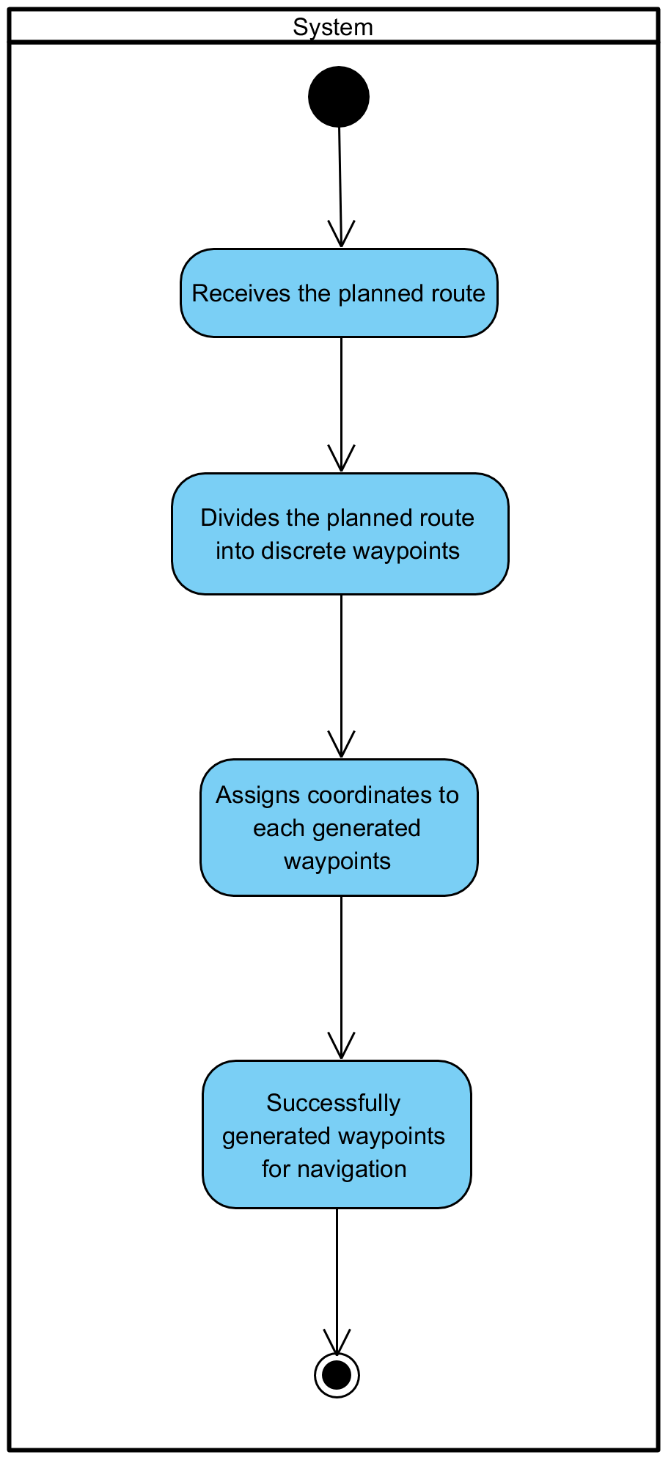 System
Receives the planned route
Divides the planned route
into discrete waypoints
Assigns coordinates to
each generated
waypoints
Successfully
generated waypoints
for navigation